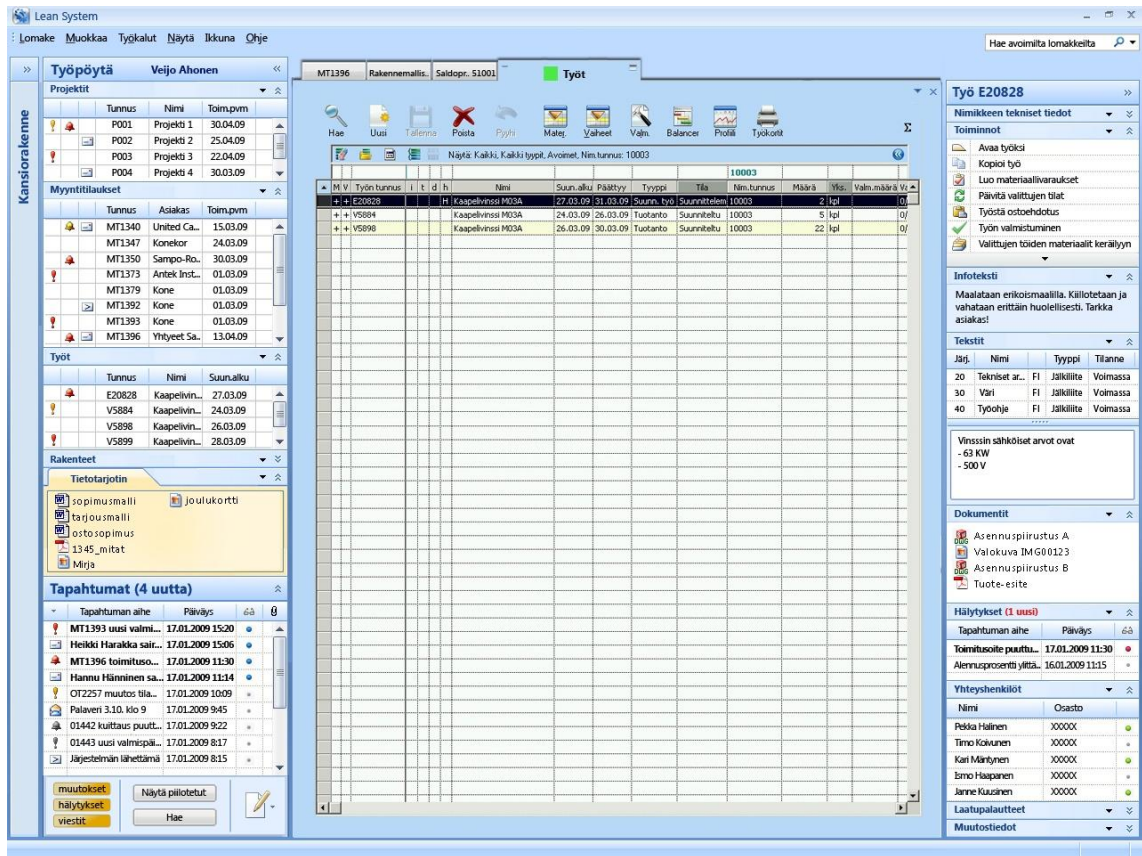 Lean System
Lomake Muokkaa Työkalut Näytä Ikkuna Ohje
Hae avoimilta lomakkeilta
Kansiorakenne
Työpöytä Veijo Ahonen
Projektit
Tunnus Nimi Toim.pvm
P001 Projekti 1 30.04.09
P002 Projekti 2 25.04.09
P003 Projekti 3 22.04.09
P004 Projekti 4 30.03.09
Myyntitilaukset
Tunnus Asiakas Toim.pvm
MT1340 United Ca... 15.03.09
MT1347 Konekor 24.03.09
MT1350 Sampo-Ro.. 30.03.09
MT1373 Antek Inst... 01.03.09
MT1379 Kone 01.03.09
MT1392 Kone 01.03.09
MT1393 Kone 01.03.09
MT1396 Yhtyeet Sa.. 13.04.09
Työt
Tunnus Nimi Suun.alku
E20828 Kaapelivin... 27.03.09
V5884 Kaapelivin... 24.03.09
V5898 Kaapelivin... 26.03.09
V5899 Kaapelivin... 28.03.09
Rakenteet
Tietotarjotin
sopimusmalli joulukortti
tarjousmalli
ostosopimus
1345_mitat
Mirja
Tapahtumat (4 uutta)
Tapahtuman aihe Päiväys
MT1393 uusi valmi... 17.01.2009 15:20
Heikki Harakka sair... 17.01.2009 15:06
MT1396 toimituso... 17.01.2009 11:30
Hannu Hänninen sa... 17.01.2009 11:14
OT2257 muutos tila... 17.01.2009 10:09
Palaveri 3.10. klo 9 17.01.2009 9:45
01442 kuittaus puutt... 17.01.2009 9:22
01443 uusi valmispäi... 17.01.2009 8:17
Järjestelmän lähettämä 17.01.2009 8:15
muutokset
hälytykset
viestit
Näytä piilotetut
Hae
MT1396 Rakennemallis.. Saldopr.. S1001 Työt
Hae Uusi Tallenna Poista Pyyhi Mater. Vaiheet Valm. Balancer Profiili Työkortit Σ
Näytä: Kaikki, Kaikki tyypit, Avoimet, Nim.tunnus: 10003
10003
M V Työn tunnus i t d h Nimi Suun.alku Päättyy Tyyppi Tila Nim.tunnus Määrä Yks. Valm.määrä Va
+ + E20828 H Kaapelivinssi M03A 27.03.09 31.03.09 Suunn. työ Suunnittelem 10003 2 kpl 0/
+ + V5884 Kaapelivinssi M03A 24.03.09 26.03.09 Tuotanto Suunniteltu 10003 5 kpl 0/
+ + V5898 Kaapelivinssi M03A 26.03.09 30.03.09 Tuotanto Suunniteltu 10003 22 kpl 0/
Työ E20828
Nimikkeen tekniset tiedot
Toiminnot
Avaa työksi
Kopioi työ
Luo materiaallivaraukset
Päivitä valittujen tilat
Työstä ostoehdotus
Työn valmistuminen
Valittujen töiden materiaalit keräilyyn
Infoteksti
Maalataan erikoismaalilla. Kiillotetaan ja
vahataan erittäin huolellisesti. Tarkka
asiakas!
Tekstit
Järj. Nimi Tyyppi Tilanne
20 Tekniset ar... FI Jälkiliite Voimassa
30 Väri FI Jälkiliite Voimassa
40 Työohje FI Jälkiliite Voimassa
Vinsssin sähköiset arvot ovat
- 63 KW
- 500 V
Dokumentit
Asennuspiirustus A
Valokuva IMG00123
Asennuspiirustus B
Tuote-esite
Hälytykset (1 uusi)
Tapahtuman aihe Päiväys
Toimitusoite puuttu... 17.01.2009 11:30
Alennusprosentti ylittä.. 16.01.2009 11:15
Yhteyshenkilöt
Nimi Osasto
Pekka Halinen XXXXX
Timo Koivunen XXXXX
Kari Mäntynen XXXXX
Ismo Haapanen XXXXX
Janne Kuusinen XXXXX
Laatupalautteet
Muutostiedot